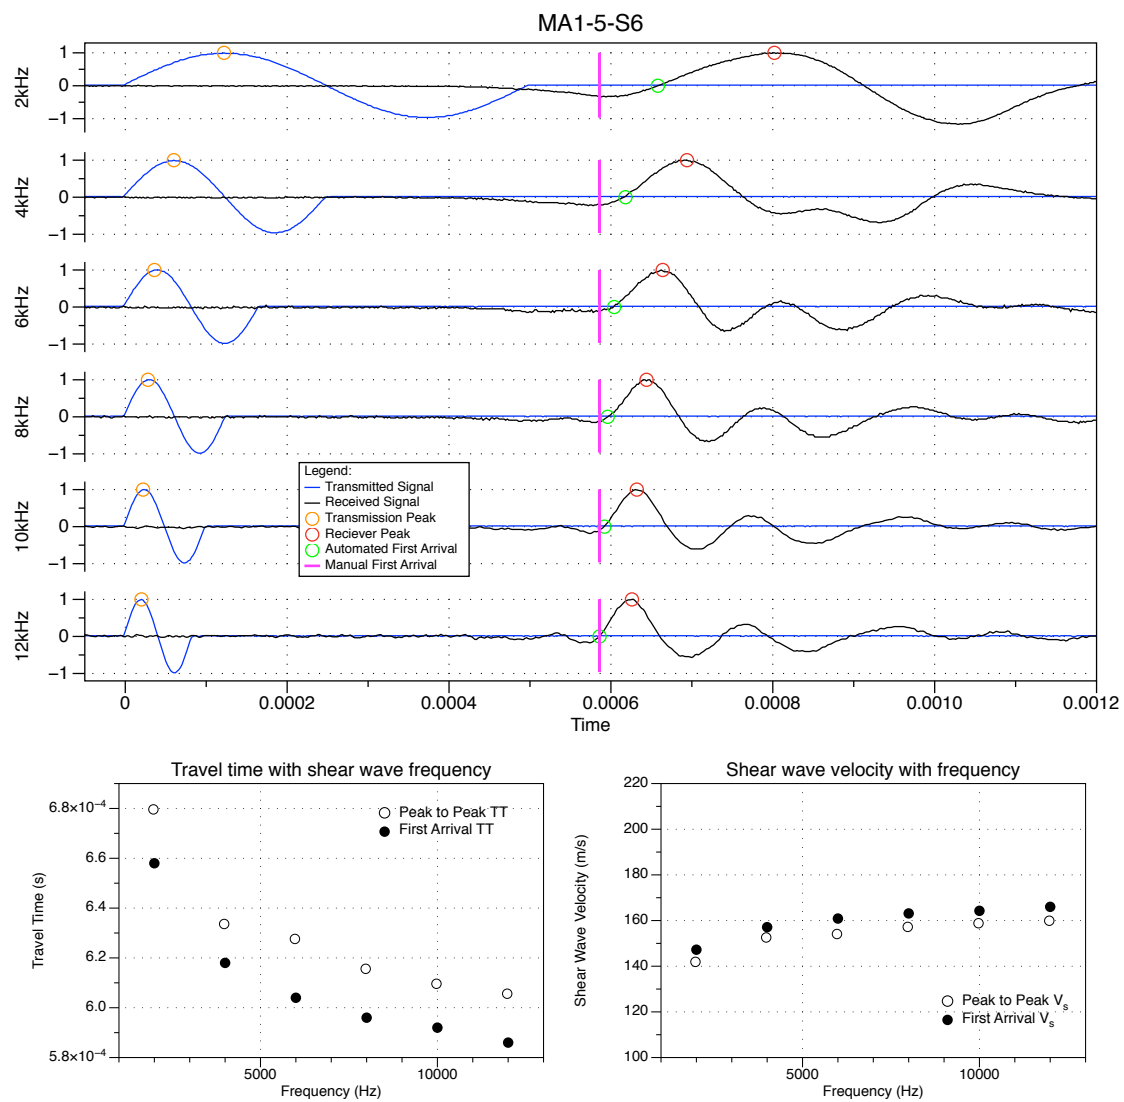 MA1-5-S6
2kHz
1
0
−1
4kHz
1
0
−1
6kHz
1
0
−1
8kHz
1
0
−1
10kHz
1
0
−1
12kHz
1
0
−1
Legend:
Transmitted Signal
Received Signal
Transmission Peak
Reciever Peak
Automated First Arrival
Manual First Arrival
0 0.0002 0.0004 0.0006 0.0008 0.0010 0.0012
Time
Travel time with shear wave frequency
Travel Time (s)
6.8×10⁻⁴
6.6
6.4
6.2
6.0
5.8×10⁻⁴
Peak to Peak TT
First Arrival TT
5000 10000
Frequency (Hz)
Shear wave velocity with frequency
Shear Wave Velocity (m/s)
220
200
180
160
140
120
100
Peak to Peak Vₛ
First Arrival Vₛ
5000 10000
Frequency (Hz)